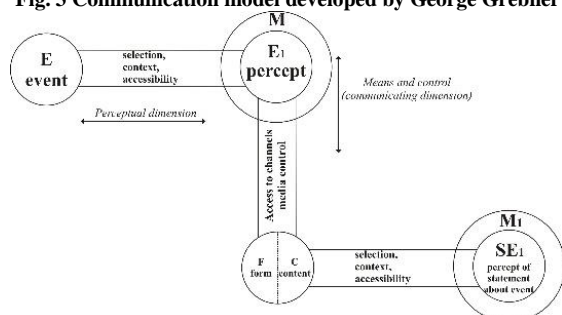 Fig. 5 Communication model developed by George Grebner
M
E
event
selection,
context,
accessibility
E1
percept
Means and control
(communicating dimension)
Perceptual dimension
Access to channels
media control
F
form
C
content
selection,
context,
accessibility
M1
SE1
percept of
statement
about event